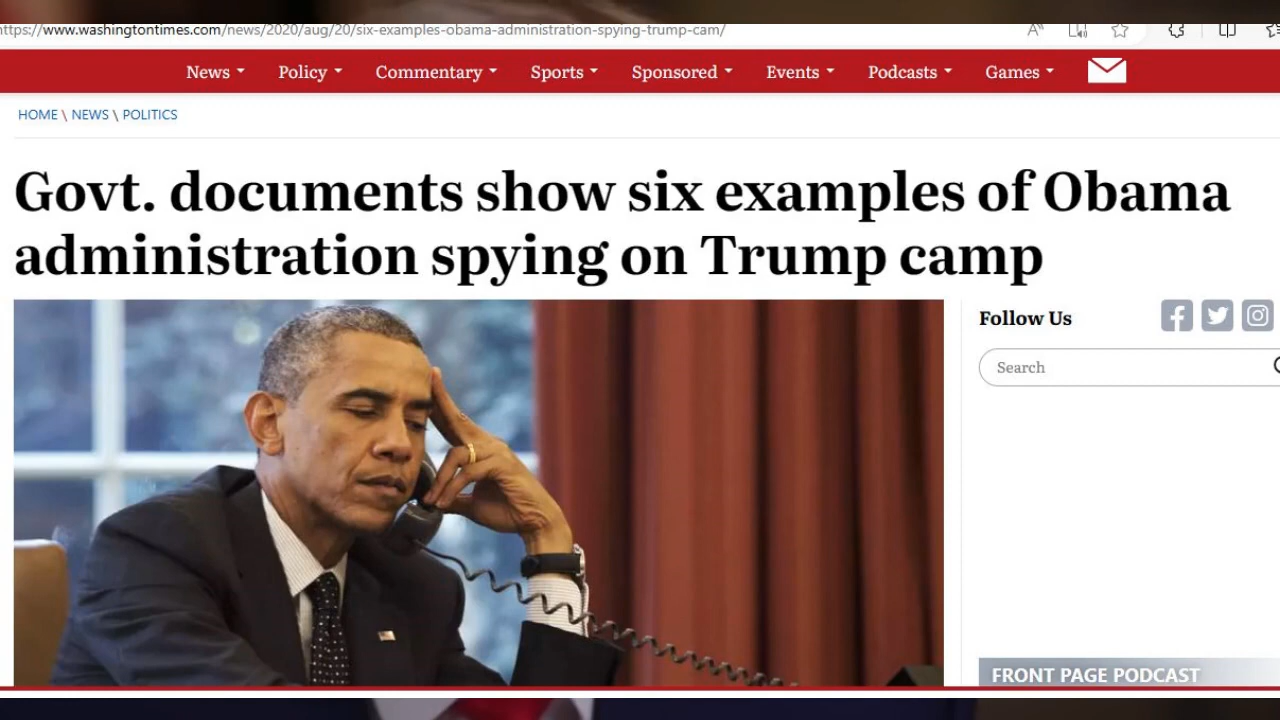 https://www.washingtontimes.com/news/2020/aug/20/six-examples-obama-administration-spying-trump-cam/
News Policy Commentary Sports Sponsored Events Podcasts Games
HOME \ NEWS \ POLITICS
Govt. documents show six examples of Obama
administration spying on Trump camp
Follow Us
Search
FRONT PAGE PODCAST